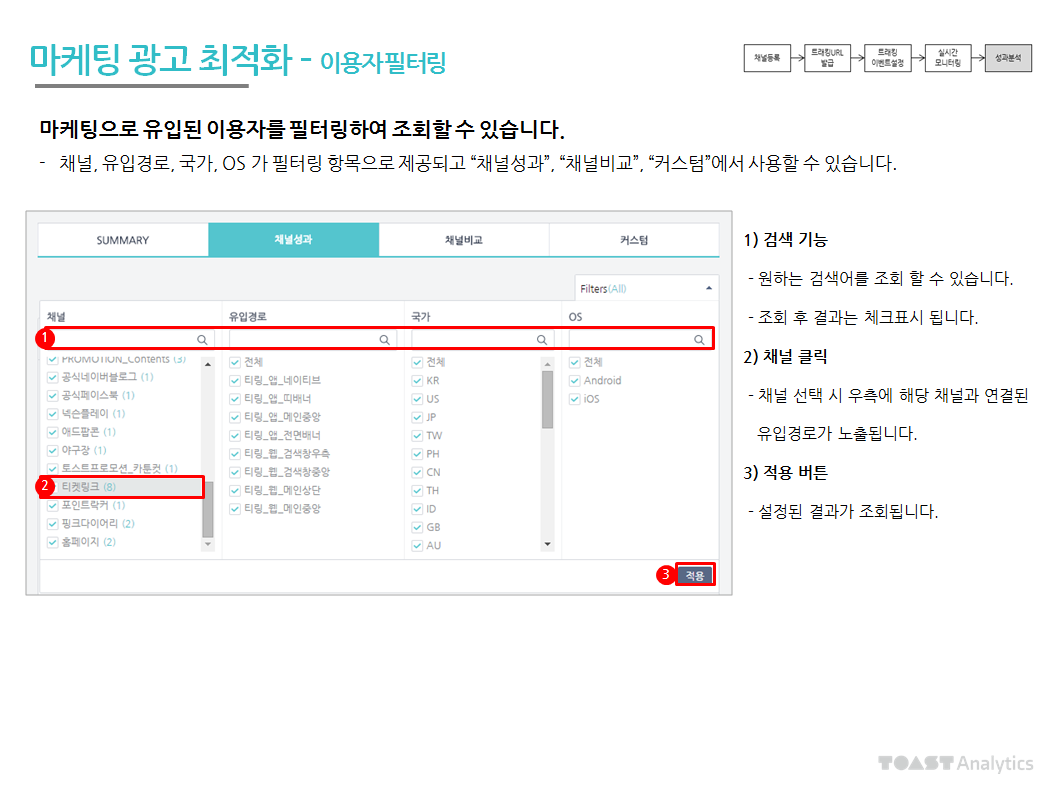 마케팅 광고 최적화 - 이용자필터링
채널등록
트래킹URL
발급
트래킹
이벤트설정
실시간
모니터링
성과분석
마케팅으로 유입된 이용자를 필터링하여 조회할 수 있습니다.
- 채널, 유입경로, 국가, OS 가 필터링 항목으로 제공되고 “채널성과”, “채널비교”, “커스텀”에서 사용할 수 있습니다.
SUMMARY
채널성과
채널비교
커스텀
Filters(All)
채널
유입경로
국가
OS
1
PROMOTION_Contents (3)
공식네이버블로그 (1)
공식페이스북 (1)
넥슨플레이 (1)
애드팝콘 (1)
야구장 (1)
토스트프로모션_카툰컷 (1)
2
티켓링크 (8)
포인트락커 (1)
핑크다이어리 (2)
홈페이지 (2)
전체
티링_앱_네이티브
티링_앱_띠배너
티링_앱_메인중앙
티링_앱_전면배너
티링_웹_검색창우측
티링_웹_검색창중앙
티링_웹_메인상단
티링_웹_메인중앙
전체
KR
US
JP
TW
PH
CN
TH
ID
GB
AU
전체
Android
iOS
3
적용
1) 검색 기능
- 원하는 검색어를 조회 할 수 있습니다.
- 조회 후 결과는 체크표시 됩니다.
2) 채널 클릭
- 채널 선택 시 우측에 해당 채널과 연결된
유입경로가 노출됩니다.
3) 적용 버튼
- 설정된 결과가 조회됩니다.
TOAST Analytics